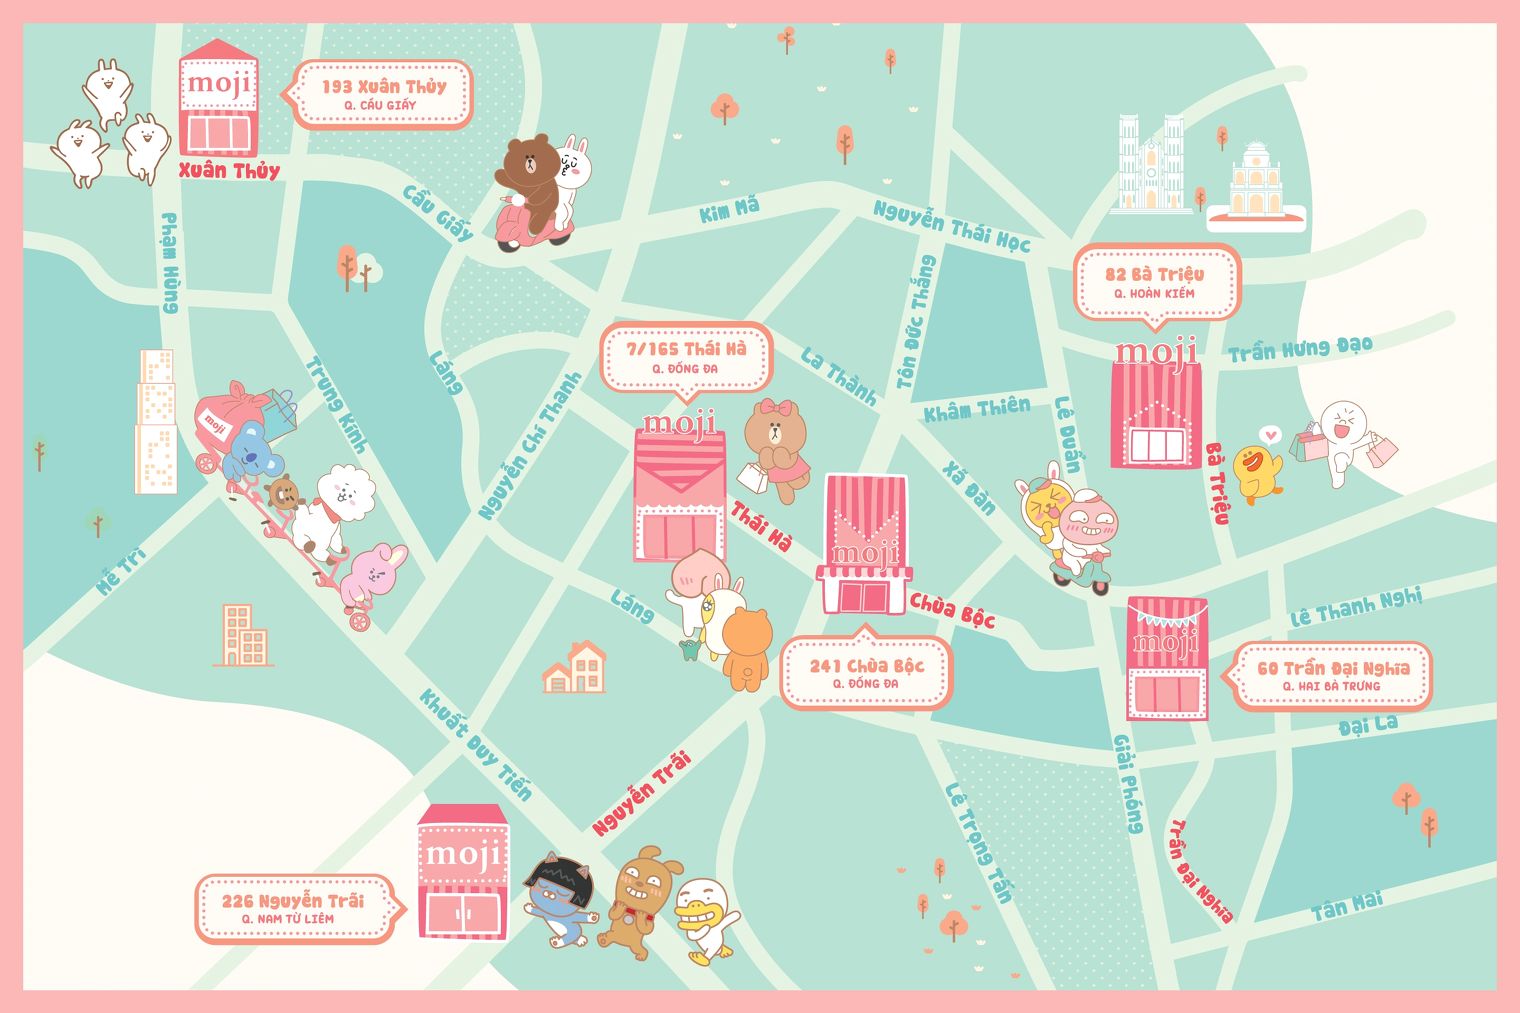 moji
193 Xuân Thủy
Q. CẦU GIẤY
Xuân Thủy
Cầu Giấy
Kim Mã
Nguyễn Thái Học
Phạm Hùng
82 Bà Triệu
Q. HOÀN KIẾM
Tôn Đức Thắng
moji
Trần Hưng Đạo
7/165 Thái Hà
Q. ĐỐNG ĐA
La Thành
Láng
Trung Kính
Nguyễn Chí Thanh
moji
Khâm Thiên
Lê Duẩn
moji
Bà Triệu
Xã Đàn
Thái Hà
moji
Mễ Trì
Láng
Chùa Bộc
Lê Thanh Nghị
moji
241 Chùa Bộc
Q. ĐỐNG ĐA
60 Trần Đại Nghĩa
Q. HAI BÀ TRƯNG
Đại La
Khuất Duy Tiến
Giải Phóng
Nguyễn Trãi
Lê Trọng Tấn
moji
Trần Đại Nghĩa
226 Nguyễn Trãi
Q. NAM TỪ LIÊM
Tân Mai